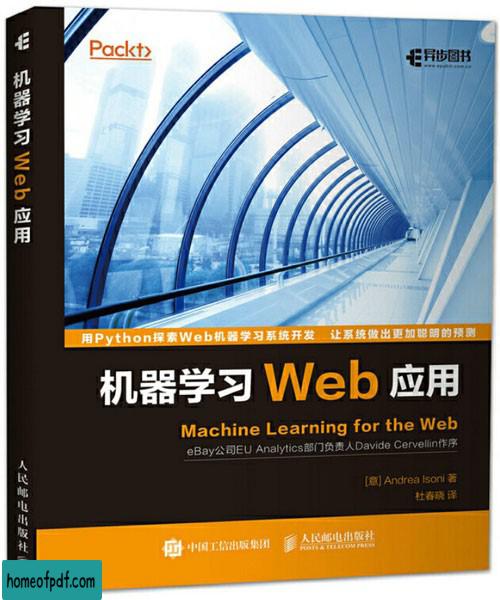 Packt>
异步图书
www.epubit.com.cn
机器学习Web应用
用Python探索Web机器学习系统开发 让系统做出更加聪明的预测
机器学习 Web 应用
Machine Learning for the Web
eBay公司EU Analytics部门负责人Davide Cervellin作序
[意] Andrea Isoni 著
杜春晓 译
中国工信出版集团
人民邮电出版社
POSTS & TELECOM PRESS
人民邮电出版社
homeofpdf.com